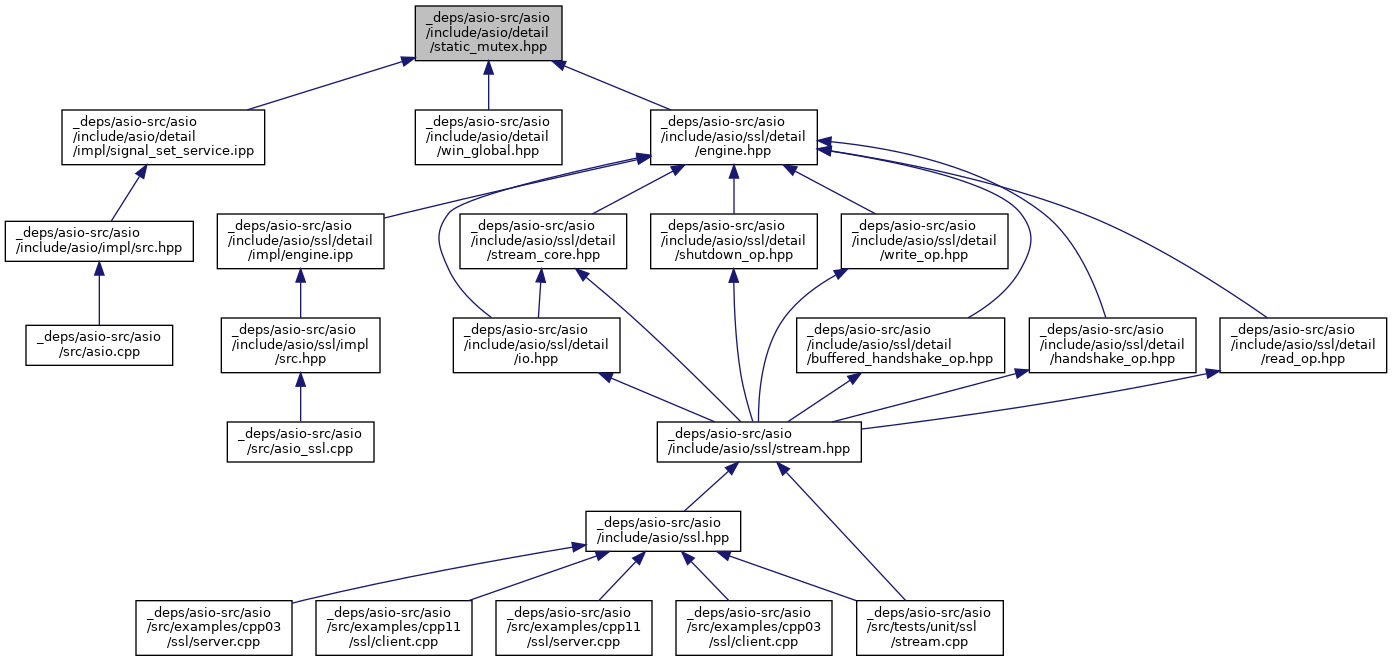 _deps/asio-src/asio
/include/asio/detail
/static_mutex.hpp
_deps/asio-src/asio
/include/asio/detail
/impl/signal_set_service.ipp
_deps/asio-src/asio
/include/asio/detail
/win_global.hpp
_deps/asio-src/asio
/include/asio/ssl/detail
/engine.hpp
_deps/asio-src/asio
/include/asio/impl/src.hpp
_deps/asio-src/asio
/include/asio/ssl/detail
/impl/engine.ipp
_deps/asio-src/asio
/include/asio/ssl/detail
/stream_core.hpp
_deps/asio-src/asio
/include/asio/ssl/detail
/shutdown_op.hpp
_deps/asio-src/asio
/include/asio/ssl/detail
/write_op.hpp
_deps/asio-src/asio
/src/asio.cpp
_deps/asio-src/asio
/include/asio/ssl/impl
/src.hpp
_deps/asio-src/asio
/include/asio/ssl/detail
/io.hpp
_deps/asio-src/asio
/include/asio/ssl/detail
/buffered_handshake_op.hpp
_deps/asio-src/asio
/include/asio/ssl/detail
/handshake_op.hpp
_deps/asio-src/asio
/include/asio/ssl/detail
/read_op.hpp
_deps/asio-src/asio
/src/asio_ssl.cpp
_deps/asio-src/asio
/include/asio/ssl/stream.hpp
_deps/asio-src/asio
/include/asio/ssl.hpp
_deps/asio-src/asio
/src/examples/cpp03
/ssl/server.cpp
_deps/asio-src/asio
/src/examples/cpp11
/ssl/client.cpp
_deps/asio-src/asio
/src/examples/cpp11
/ssl/server.cpp
_deps/asio-src/asio
/src/examples/cpp03
/ssl/client.cpp
_deps/asio-src/asio
/src/tests/unit/ssl
/stream.cpp